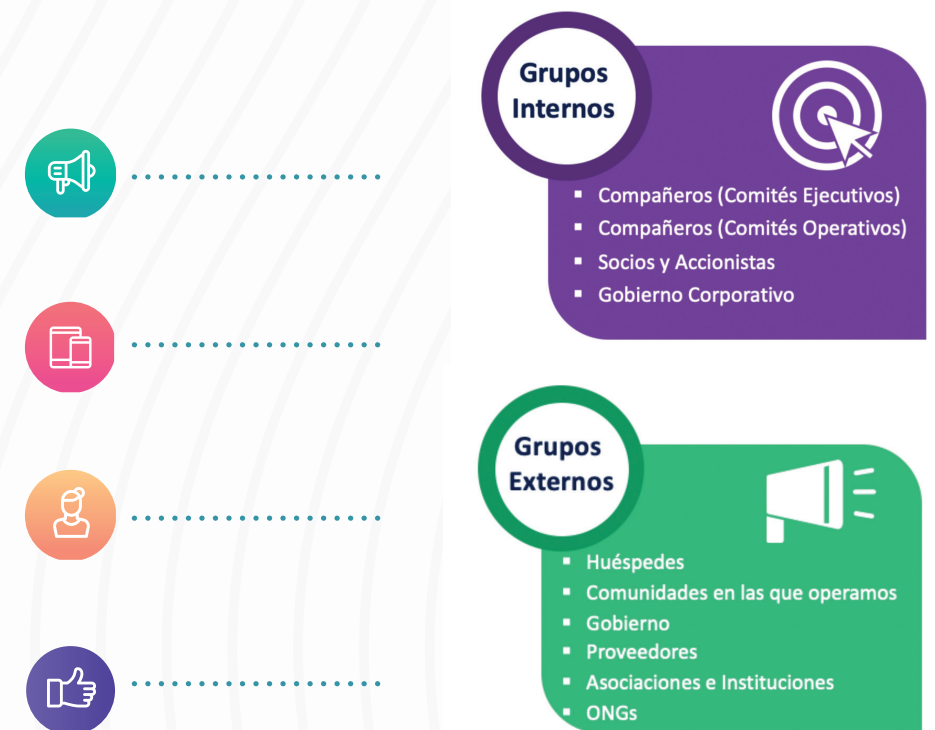 Grupos
Internos
▪ Compañeros (Comités Ejecutivos)
▪ Compañeros (Comités Operativos)
▪ Socios y Accionistas
▪ Gobierno Corporativo
Grupos
Externos
▪ Huéspedes
▪ Comunidades en las que operamos
▪ Gobierno
▪ Proveedores
▪ Asociaciones e Instituciones
▪ ONGs